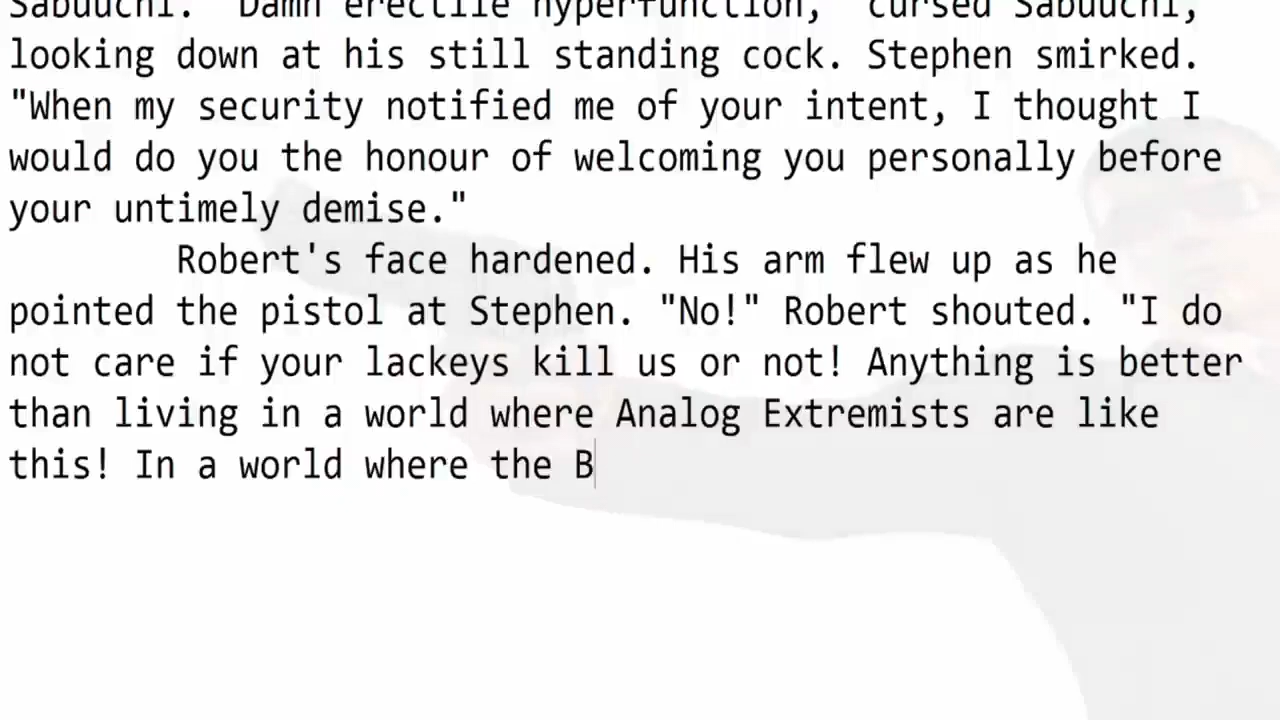 Sabuuchi. "Damn erectile hyperfunction," cursed Sabuuchi,
looking down at his still standing cock. Stephen smirked.
"When my security notified me of your intent, I thought I
would do you the honour of welcoming you personally before
your untimely demise."
Robert's face hardened. His arm flew up as he
pointed the pistol at Stephen. "No!" Robert shouted. "I do
not care if your lackeys kill us or not! Anything is better
than living in a world where Analog Extremists are like
this! In a world where the B